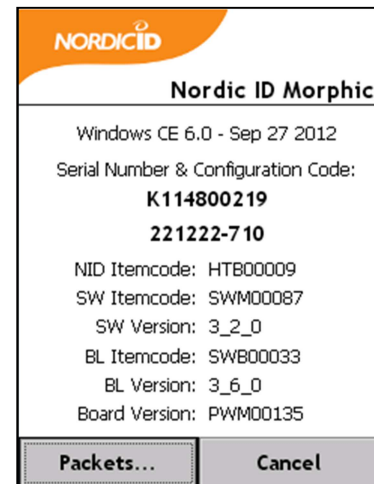 NORDICID
Nordic ID Morphic
Windows CE 6.0 - Sep 27 2012
Serial Number & Configuration Code:
K114800219
221222-710
NID Itemcode: HTB00009
SW Itemcode: SWM00087
SW Version: 3_2_0
BL Itemcode: SWB00033
BL Version: 3_6_0
Board Version: PWM00135
Packets... Cancel